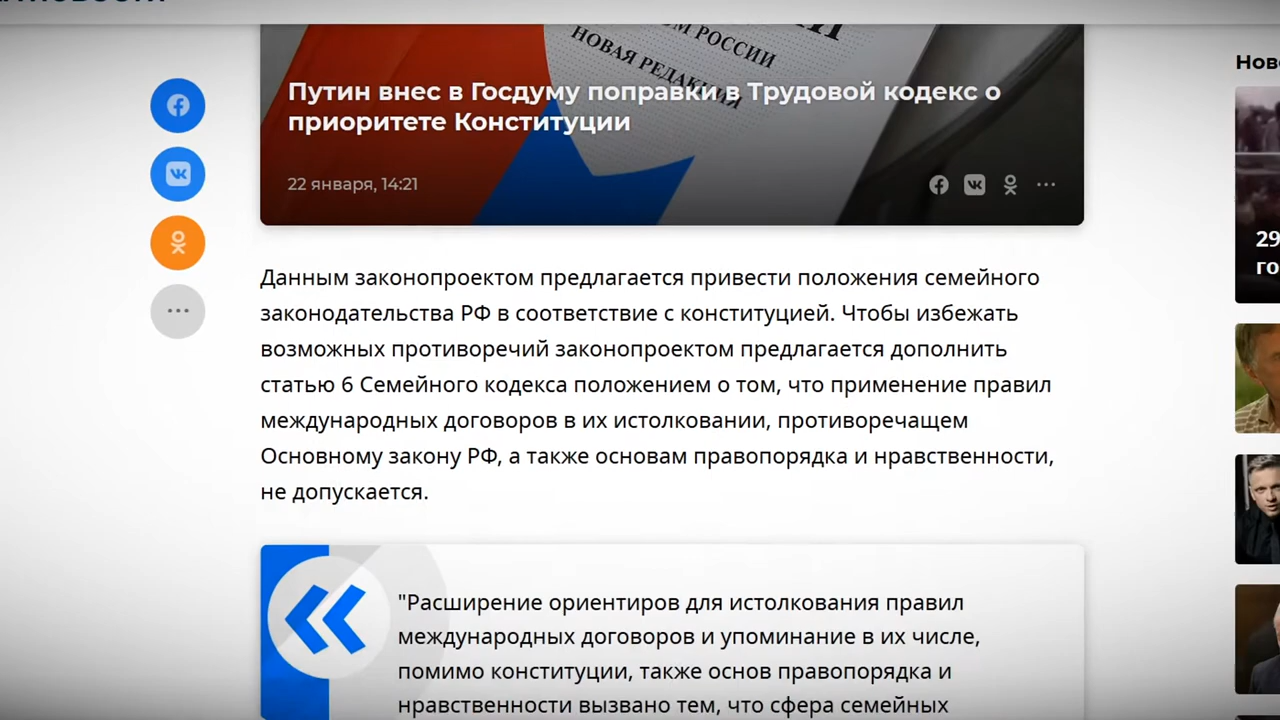 НОВАЯ РЕДАКЦИЯ
Путин внес в Госдуму поправки в Трудовой кодекс о
приоритете Конституции
22 января, 14:21
Нов
29
го
Данным законопроектом предлагается привести положения семейного
законодательства РФ в соответствие с конституцией. Чтобы избежать
возможных противоречий законопроектом предлагается дополнить
статью 6 Семейного кодекса положением о том, что применение правил
международных договоров в их истолковании, противоречащем
Основному закону РФ, а также основам правопорядка и нравственности,
не допускается.
"Расширение ориентиров для истолкования правил
международных договоров и упоминание в их числе,
помимо конституции, также основ правопорядка и
нравственности вызвано тем, что сфера семейных